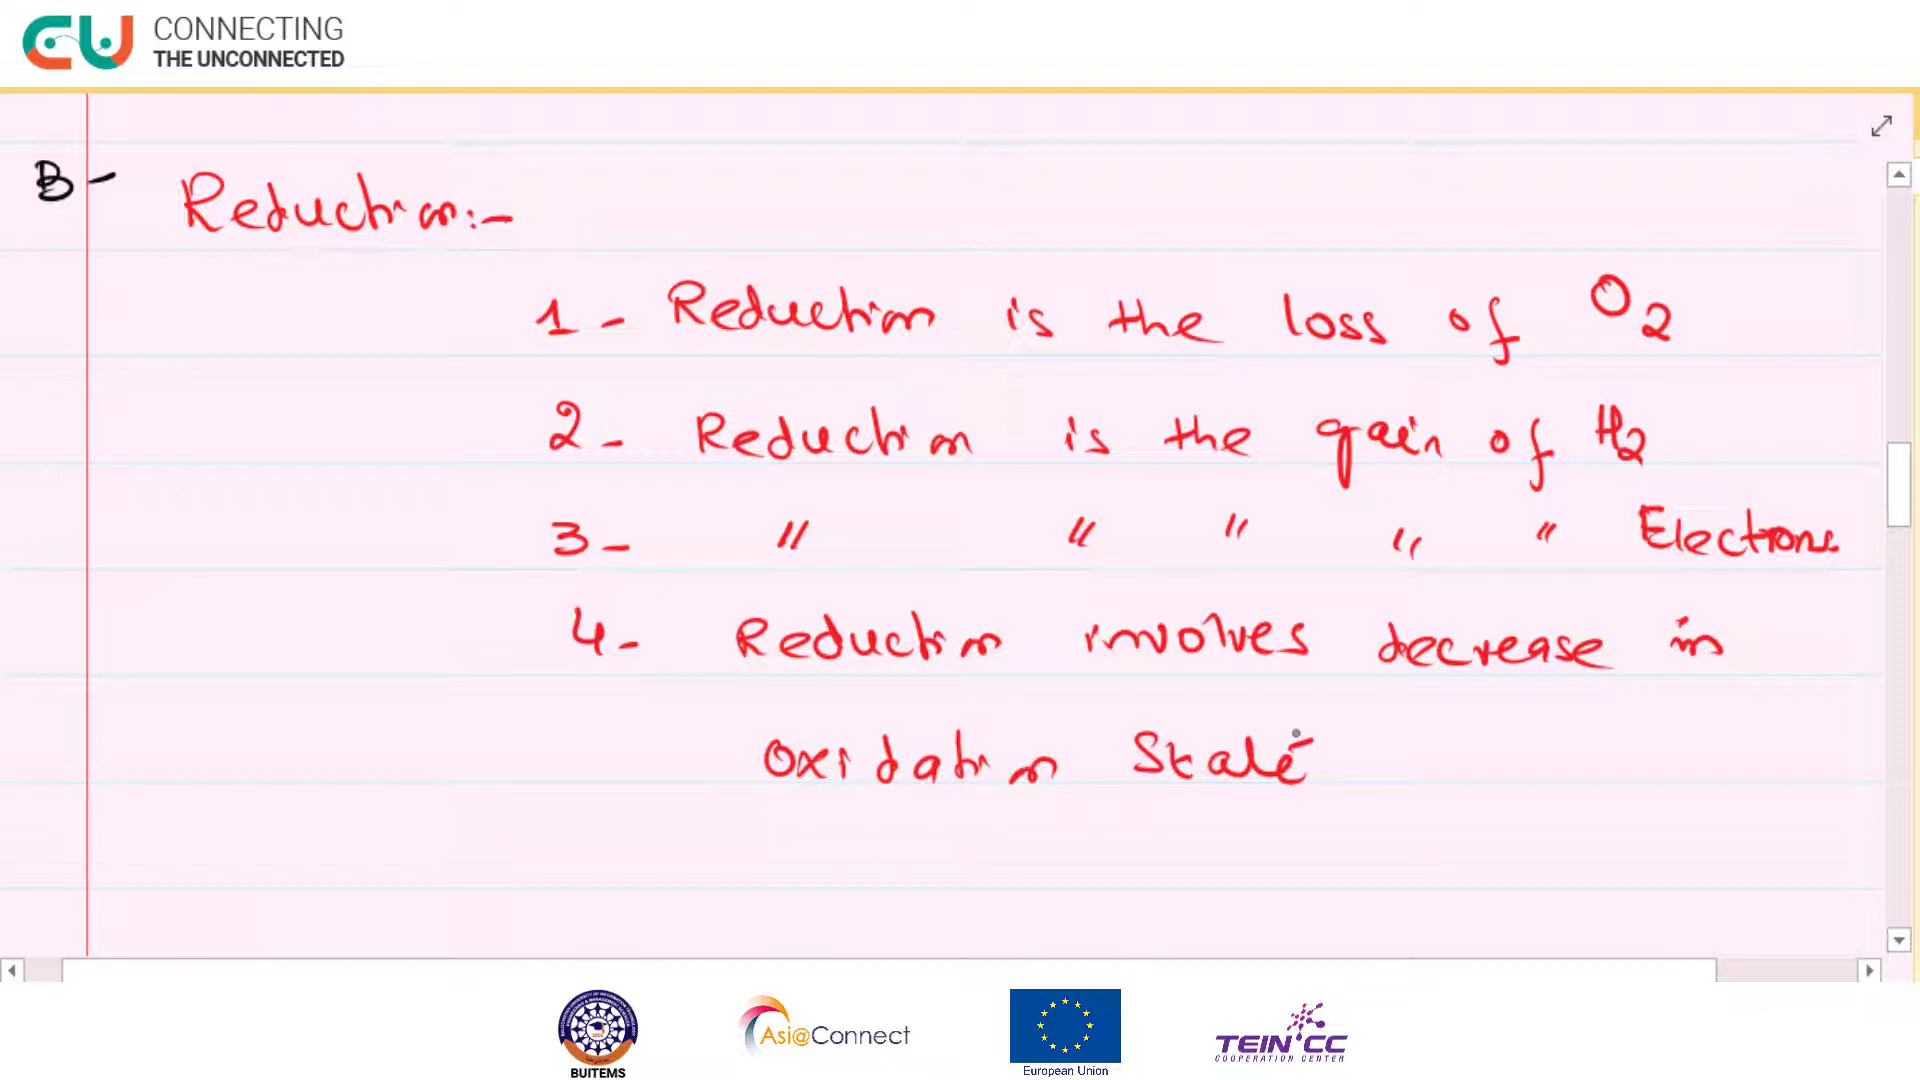 CONNECTING
THE UNCONNECTED
B-
Reduction:-
1- Reduction is the loss of O2
2- Reduction is the gain of H2
3- " " " " " Electrons
4- Reduction involves decrease in
Oxidation State
BUITEMS
Asi@Connect
European Union
TEIN*CC
COOPERATION CENTER